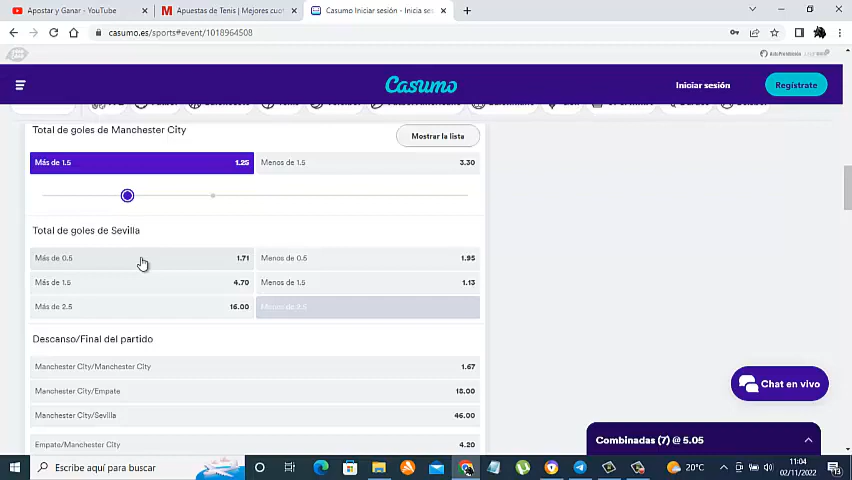 Apostar y Ganar - YouTube
Apuestas de Tenis | Mejores cuot
Casumo Iniciar sesión - Inicia se
casumo.es/sports#event/1018964508
Casumo
Iniciar sesión
Regístrate
Total de goles de Manchester City
Mostrar la lista
Más de 1.5 1.25 Menos de 1.5 3.30
Total de goles de Sevilla
Más de 0.5 1.71 Menos de 0.5 1.95
Más de 1.5 4.70 Menos de 1.5 1.13
Más de 2.5 16.00 Menos de 2.5
Descanso/Final del partido
Manchester City/Manchester City 1.67
Manchester City/Empate 18.00
Manchester City/Sevilla 46.00
Empate/Manchester City 4.20
Chat en vivo
Combinadas (7) @ 5.05
Escribe aquí para buscar
20°C
11:04
02/11/2022